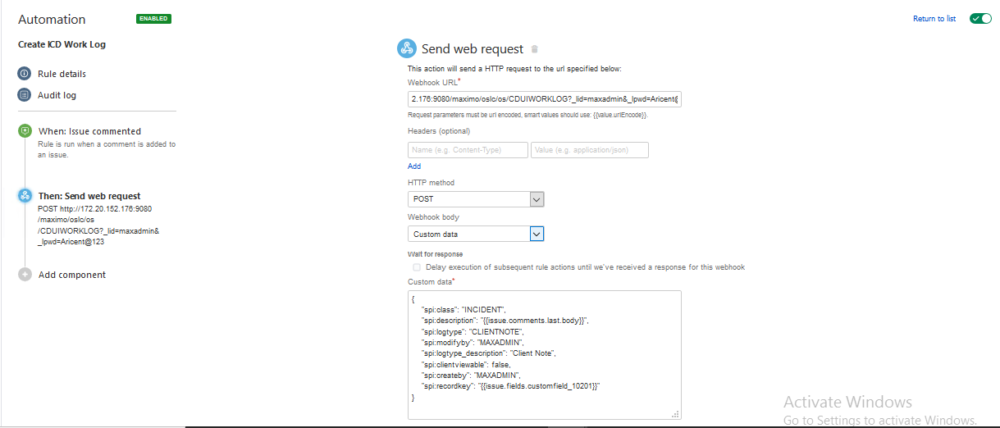 Automation
ENABLED
Return to list
Create ICD Work Log
Rule details
Audit log
When: Issue commented
Rule is run when a comment is added to
an issue.
Then: Send web request
POST http://172.20.152.176:9080
/maximo/oslc/os
/CDUIWORKLOG?_lid=maxadmin&
_lpwd=Aricent@123
Add component
Send web request
This action will send a HTTP request to the url specified below:
Webhook URL*
2.176:9080/maximo/oslc/os/CDUIWORKLOG?_lid=maxadmin&_lpwd=Aricent@
Request parameters must be url encoded, smart values should use: {{value.urlEncode}}.
Headers (optional)
Name (e.g. Content-Type)
Value (e.g. application/json)
Add
HTTP method
POST
Webhook body
Custom data
Wait for response
Delay execution of subsequent rule actions until we've received a response for this webhook
Custom data*
{
"spi:class": "INCIDENT",
"spi:description": "{{issue.comments.last.body}}",
"spi:logtype": "CLIENTNOTE",
"spi:modifyby": "MAXADMIN",
"spi:logtype_description": "Client Note",
"spi:clientviewable": false,
"spi:createby": "MAXADMIN",
"spi:recordkey": "{{issue.fields.customfield_10201}}"
}
Activate Windows
Go to Settings to activate Windows.